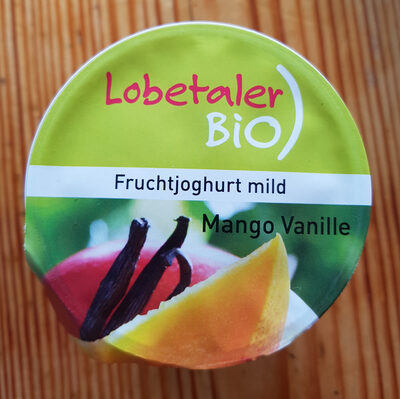 Lobetaler
BiO
Fruchtjoghurt mild
Mango Vanille